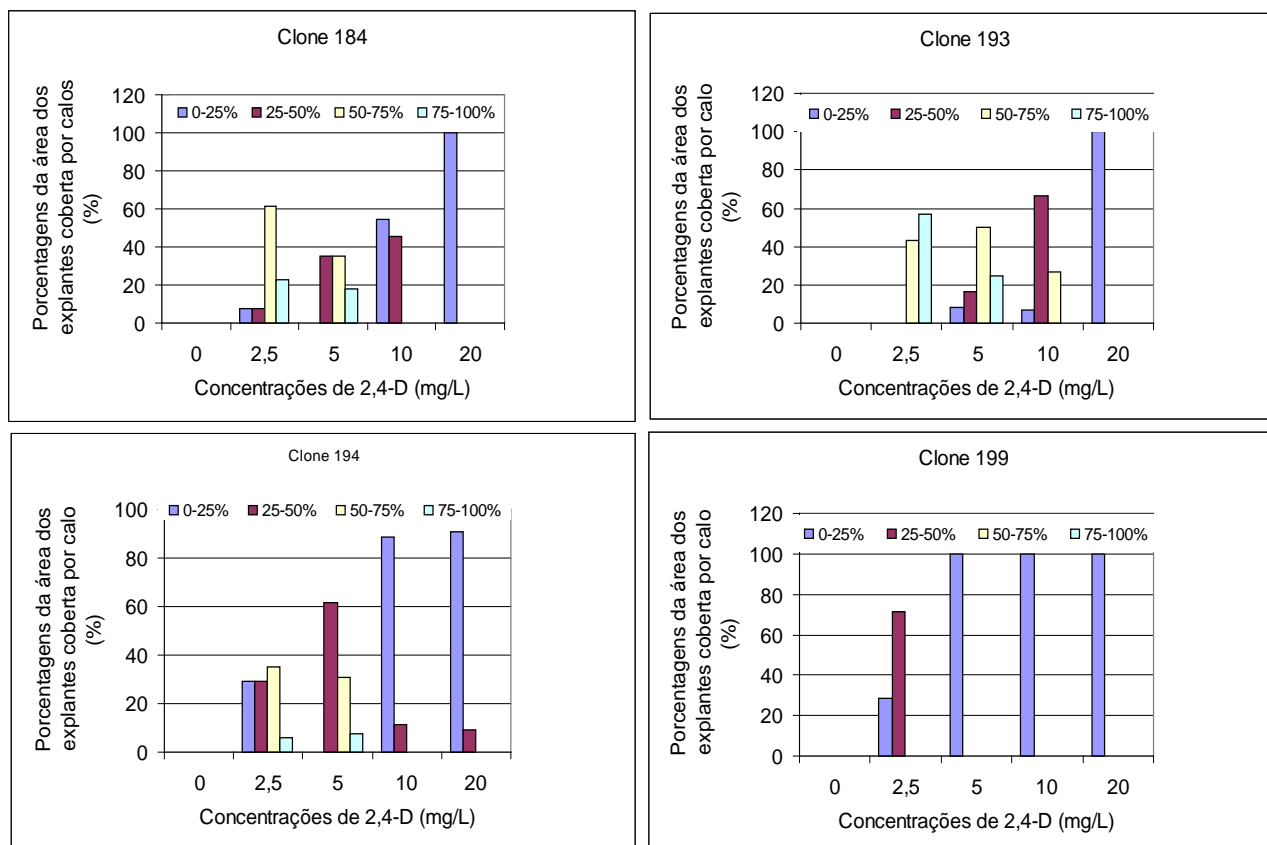 Clone 184
Porcentagens da área dos
explantes coberta por calos
(%)
120
100
80
60
40
20
0
0-25% 25-50% 50-75% 75-100%
0 2,5 5 10 20
Concentrações de 2,4-D (mg/L)
Clone 193
Porcentagens da área dos
explantes coberta por calo
(%)
120
100
80
60
40
20
0
0-25% 25-50% 50-75% 75-100%
0 2,5 5 10 20
Concentrações de 2,4-D (mg/L)
Clone 194
Porcentagens da área dos
explantes coberta por calo
(%)
100
80
60
40
20
0
0-25% 25-50% 50-75% 75-100%
0 2,5 5 10 20
Concentrações de 2,4-D (mg/L)
Clone 199
Porcentagens da área dos
explantes coberta por calo
(%)
120
100
80
60
40
20
0
0-25% 25-50% 50-75% 75-100%
0 2,5 5 10 20
Concentrações de 2,4-D (mg/L)